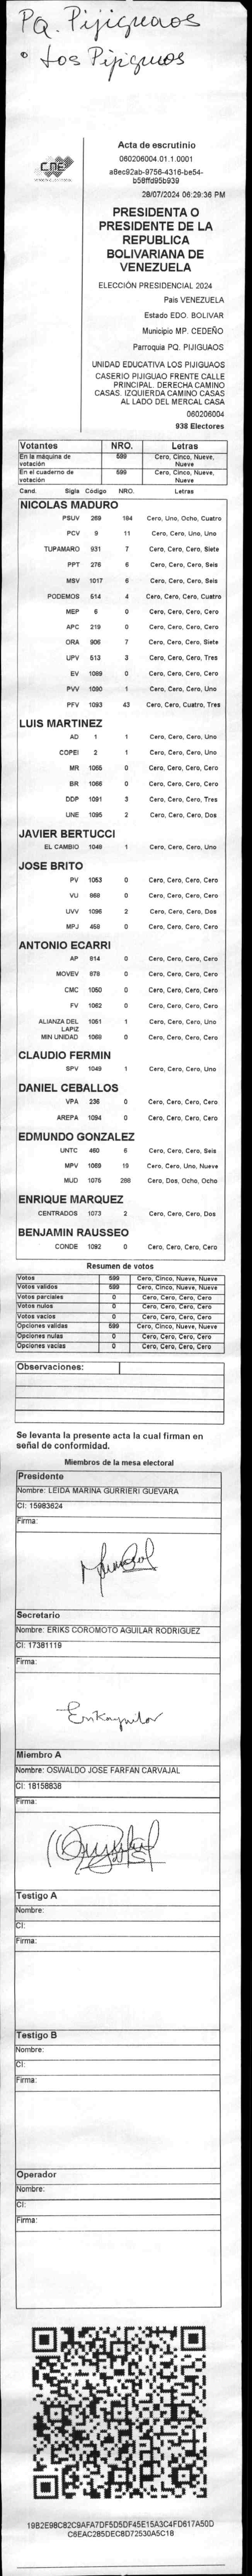 PQ. Pijiguaos
Los Pijiguaos
CNE
Acta de escrutinio
060206004.01.1.0001
a8ec92ab-9756-4316-be54-
b58ffd95b939
28/07/2024 06:29:36 PM
PRESIDENTA O
PRESIDENTE DE LA
REPUBLICA
BOLIVARIANA DE
VENEZUELA
ELECCIÓN PRESIDENCIAL 2024
País VENEZUELA
Estado EDO. BOLIVAR
Municipio MP. CEDEÑO
Parroquia PQ. PIJIGUAOS
UNIDAD EDUCATIVA LOS PIJIGUAOS
CASERIO PIJIGUAO FRENTE CALLE
PRINCIPAL. DERECHA CAMINO
CASAS. IZQUIERDA CAMINO CASAS
AL LADO DEL MERCAL CASA
060206004
938 Electores
Votantes NRO. Letras
En la máquina de votación 599 Cero, Cinco, Nueve, Nueve
En el cuaderno de votación 599 Cero, Cinco, Nueve, Nueve
Cand. Sigla Código NRO. Letras
NICOLAS MADURO
PSUV 269 184 Cero, Uno, Ocho, Cuatro
PCV 9 11 Cero, Cero, Uno, Uno
TUPAMARO 931 7 Cero, Cero, Cero, Siete
PPT 276 6 Cero, Cero, Cero, Seis
MSV 1017 6 Cero, Cero, Cero, Seis
PODEMOS 514 4 Cero, Cero, Cero, Cuatro
MEP 6 0 Cero, Cero, Cero, Cero
APC 219 0 Cero, Cero, Cero, Cero
ORA 906 7 Cero, Cero, Cero, Siete
UPV 513 3 Cero, Cero, Cero, Tres
EV 1089 0 Cero, Cero, Cero, Cero
PVV 1090 1 Cero, Cero, Cero, Uno
PFV 1093 43 Cero, Cero, Cuatro, Tres
LUIS MARTINEZ
AD 1 1 Cero, Cero, Cero, Uno
COPEI 2 1 Cero, Cero, Cero, Uno
MR 1065 0 Cero, Cero, Cero, Cero
BR 1066 0 Cero, Cero, Cero, Cero
DDP 1091 3 Cero, Cero, Cero, Tres
UNE 1095 2 Cero, Cero, Cero, Dos
JAVIER BERTUCCI
EL CAMBIO 1048 1 Cero, Cero, Cero, Uno
JOSE BRITO
PV 1053 0 Cero, Cero, Cero, Cero
VU 968 0 Cero, Cero, Cero, Cero
UVV 1096 2 Cero, Cero, Cero, Dos
MPJ 458 0 Cero, Cero, Cero, Cero
ANTONIO ECARRI
AP 814 0 Cero, Cero, Cero, Cero
MOVEV 878 0 Cero, Cero, Cero, Cero
CMC 1050 0 Cero, Cero, Cero, Cero
FV 1062 0 Cero, Cero, Cero, Cero
ALIANZA DEL LAPIZ 1051 1 Cero, Cero, Cero, Uno
MIN UNIDAD 1068 0 Cero, Cero, Cero, Cero
CLAUDIO FERMIN
SPV 1049 1 Cero, Cero, Cero, Uno
DANIEL CEBALLOS
VPA 236 0 Cero, Cero, Cero, Cero
AREPA 1094 0 Cero, Cero, Cero, Cero
EDMUNDO GONZALEZ
UNTC 460 6 Cero, Cero, Cero, Seis
MPV 1069 19 Cero, Cero, Uno, Nueve
MUD 1075 288 Cero, Dos, Ocho, Ocho
ENRIQUE MARQUEZ
CENTRADOS 1073 2 Cero, Cero, Cero, Dos
BENJAMIN RAUSSEO
CONDE 1092 0 Cero, Cero, Cero, Cero
Resumen de votos
Votos 599 Cero, Cinco, Nueve, Nueve
Votos validos 599 Cero, Cinco, Nueve, Nueve
Votos parciales 0 Cero, Cero, Cero, Cero
Votos nulos 0 Cero, Cero, Cero, Cero
Votos vacios 0 Cero, Cero, Cero, Cero
Opciones validas 599 Cero, Cinco, Nueve, Nueve
Opciones nulas 0 Cero, Cero, Cero, Cero
Opciones vacias 0 Cero, Cero, Cero, Cero
Observaciones:
Se levanta la presente acta la cual firman en
señal de conformidad.
Miembros de la mesa electoral
Presidente
Nombre: LEIDA MARINA GURRIERI GUEVARA
CI: 15983624
Firma:
Secretario
Nombre: ERIKS COROMOTO AGUILAR RODRIGUEZ
CI: 17381119
Firma:
Erikaguilar
Miembro A
Nombre: OSWALDO JOSE FARFAN CARVAJAL
CI: 18158838
Firma:
Testigo A
Nombre:
CI:
Firma:
Testigo B
Nombre:
CI:
Firma:
Operador
Nombre:
CI:
Firma:
19B2E98C82C9AFA7DF5D5DF45E15A3C4FD617A50D
C6EAC285DEC8D72530A5C18